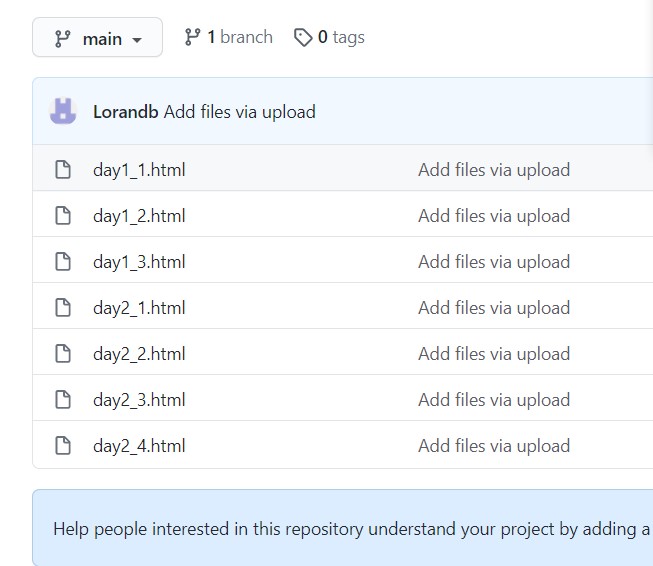 main 1 branch 0 tags
Lorandb Add files via upload
day1_1.html Add files via upload
day1_2.html Add files via upload
day1_3.html Add files via upload
day2_1.html Add files via upload
day2_2.html Add files via upload
day2_3.html Add files via upload
day2_4.html Add files via upload
Help people interested in this repository understand your project by adding a